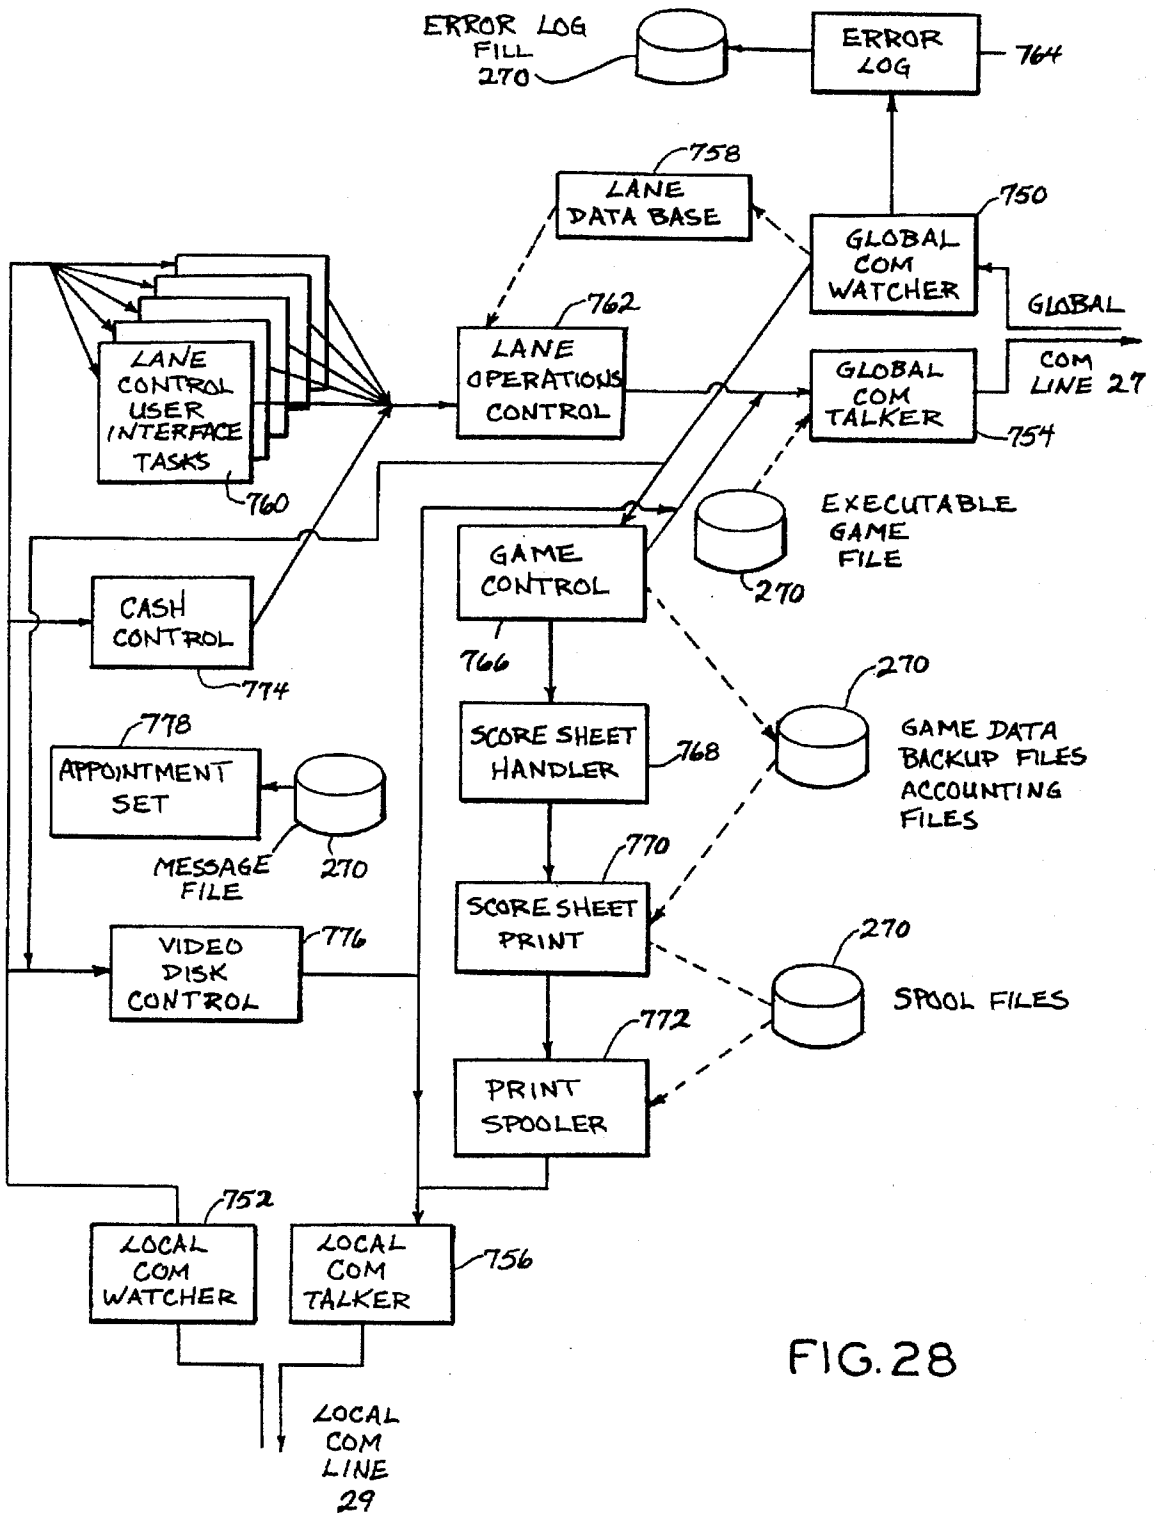 ERROR LOG
FILL
270
ERROR
LOG
764
758
LANE
DATA BASE
750
GLOBAL
COM
WATCHER
GLOBAL
COM
LINE 27
762
LANE
OPERATIONS
CONTROL
GLOBAL
COM
TALKER
754
LANE
CONTROL
USER
INTERFACE
TASKS
760
EXECUTABLE
GAME
FILE
270
GAME
CONTROL
766
CASH
CONTROL
774
270
GAME DATA
BACKUP FILES
ACCOUNTING
FILES
SCORE SHEET
HANDLER
768
778
APPOINTMENT
SET
MESSAGE
FILE
270
770
SCORE SHEET
PRINT
776
VIDEO
DISK
CONTROL
270
SPOOL FILES
772
PRINT
SPOOLER
752
LOCAL
COM
WATCHER
LOCAL
COM
TALKER
756
LOCAL
COM
LINE
29
FIG. 28